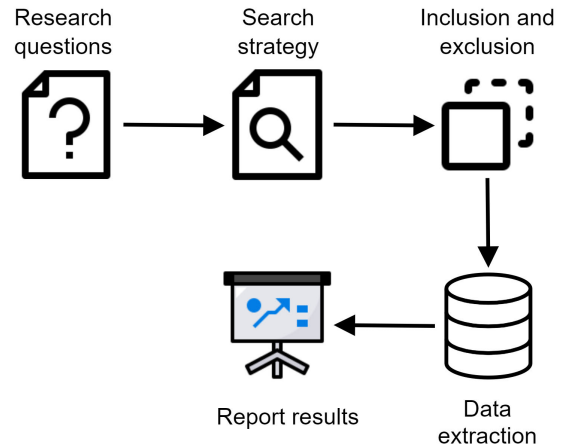 Research
questions
Search
strategy
Inclusion and
exclusion
Report results
Data
extraction